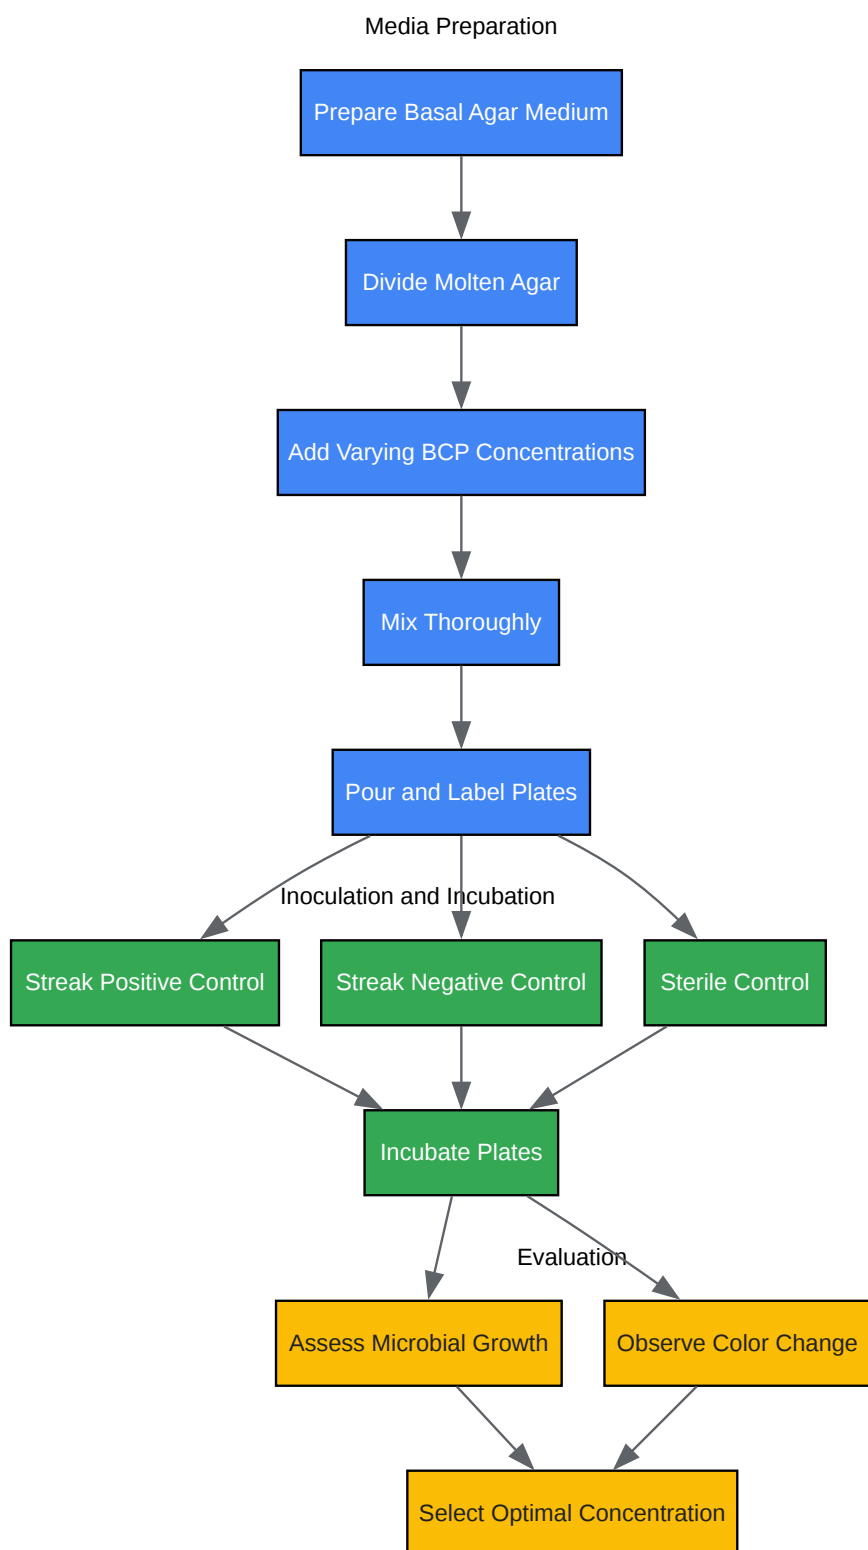 Media Preparation
Prepare Basal Agar Medium
Divide Molten Agar
Add Varying BCP Concentrations
Mix Thoroughly
Pour and Label Plates
Inoculation and Incubation
Streak Positive Control
Streak Negative Control
Sterile Control
Incubate Plates
Evaluation
Assess Microbial Growth
Observe Color Change
Select Optimal Concentration